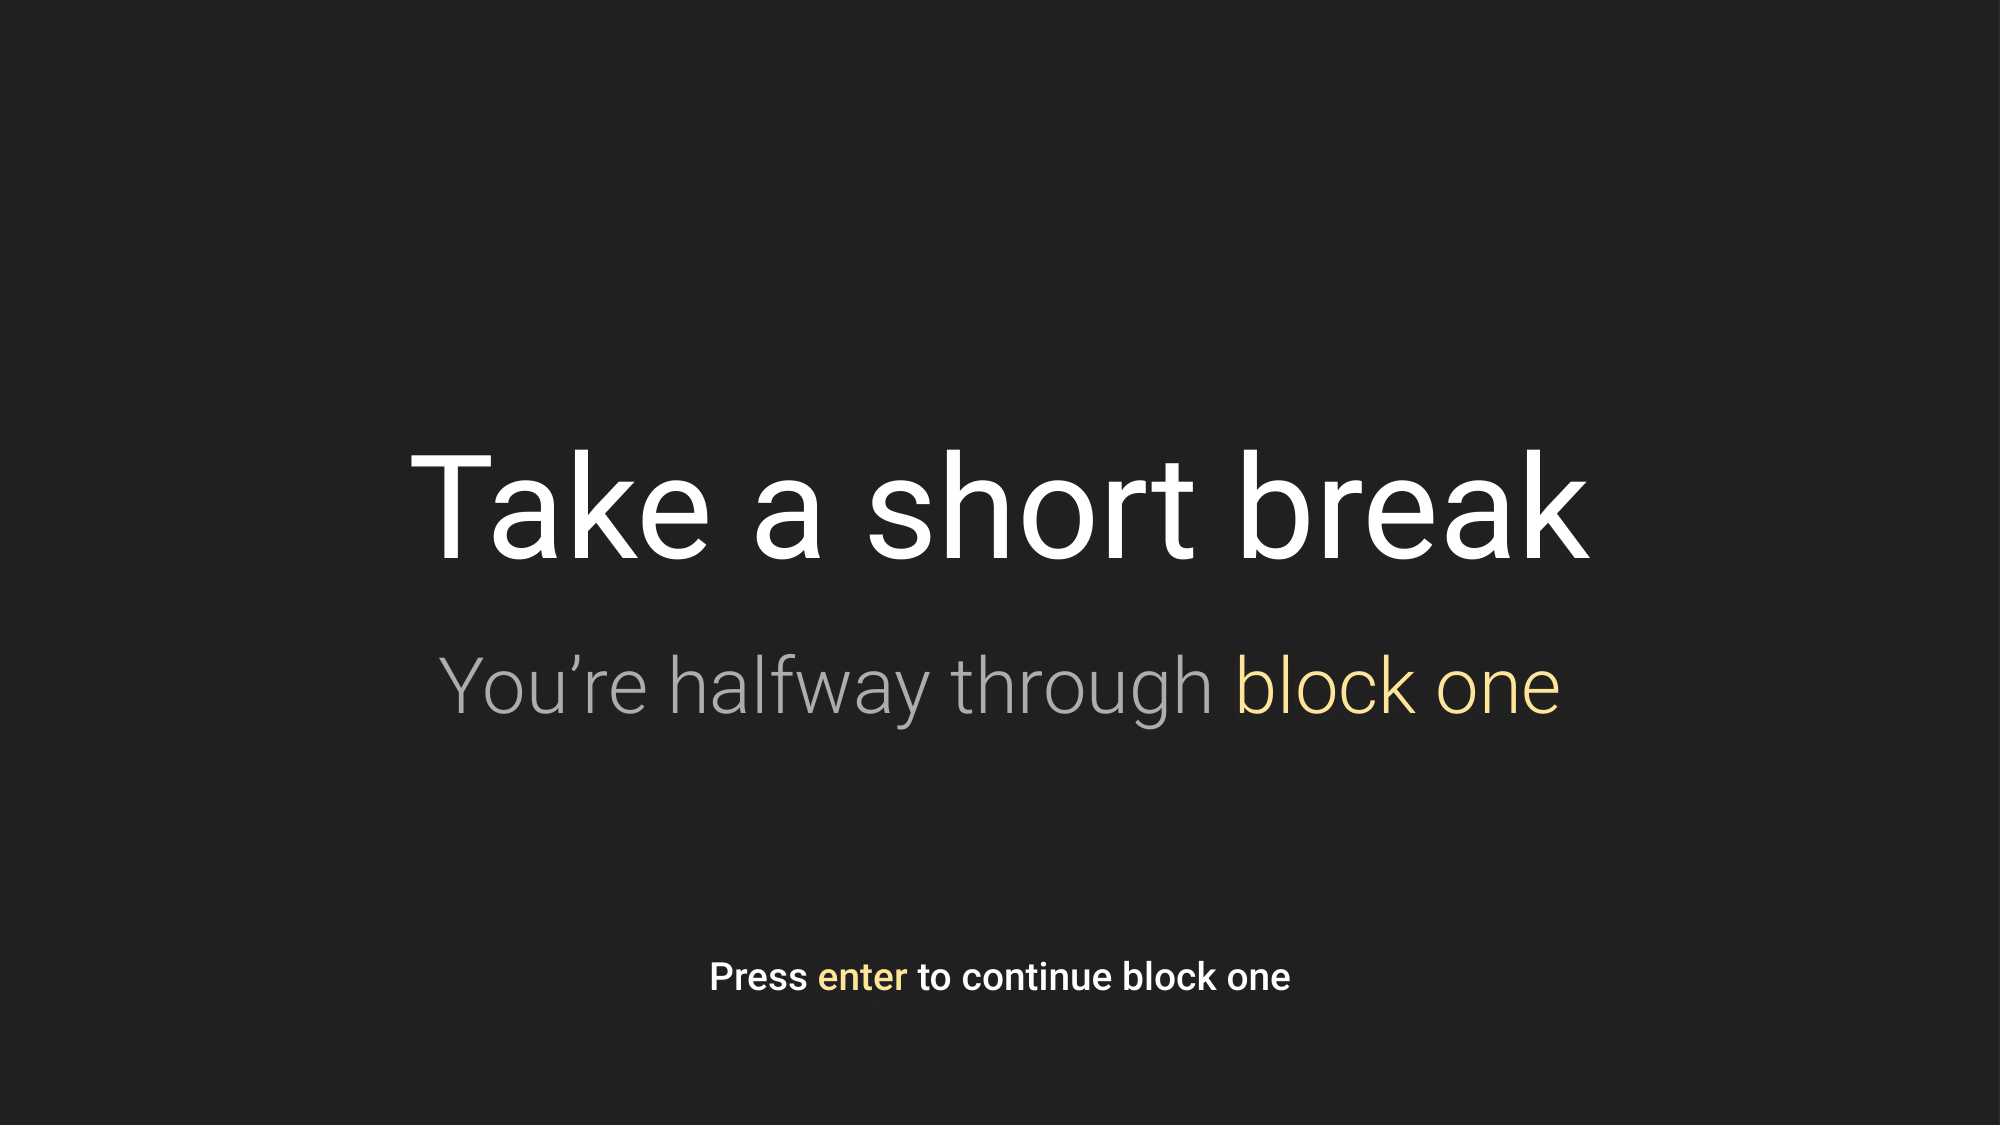 Take a short break
You’re halfway through block one
Press enter to continue block one